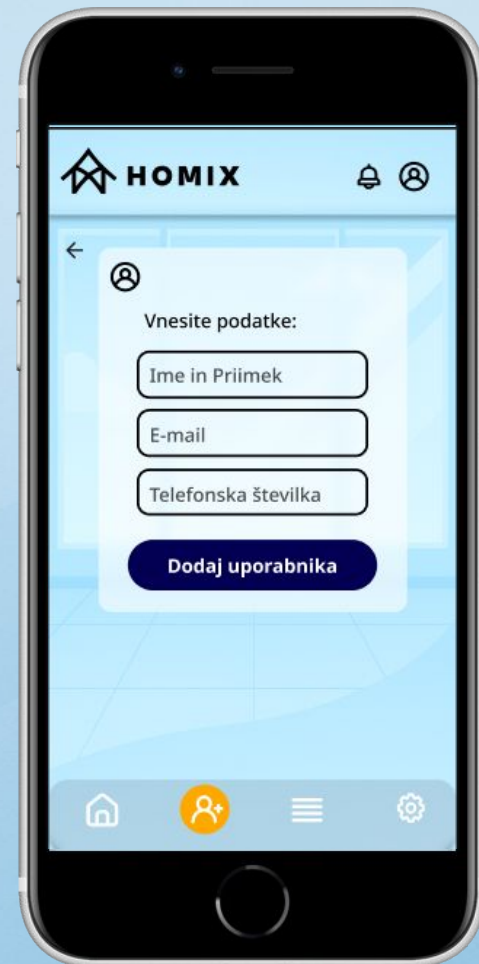 HOMIX
Vnesite podatke:
Ime in Priimek
E-mail
Telefonska številka
Dodaj uporabnika